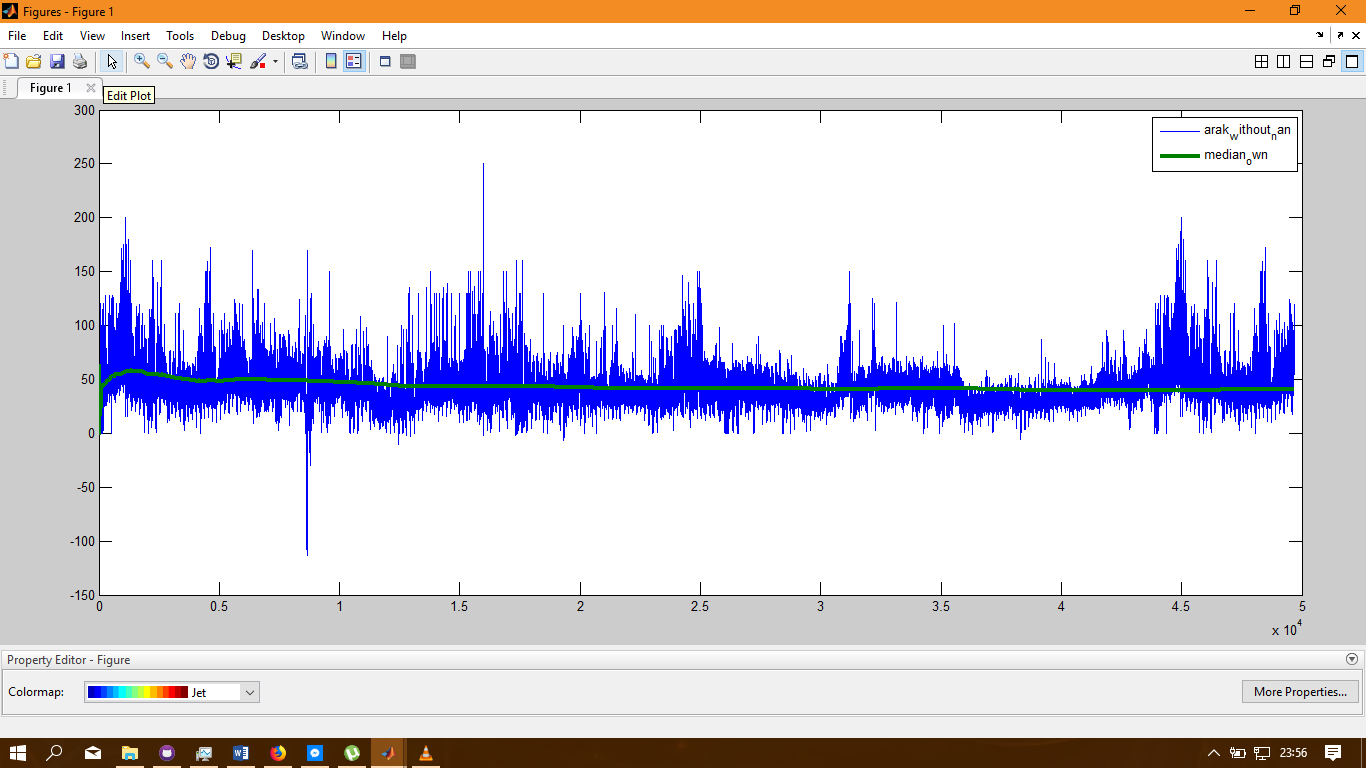 Figures - Figure 1
File Edit View Insert Tools Debug Desktop Window Help
Figure 1
Edit Plot
300
250
200
150
100
50
0
-50
-100
-150
0 0.5 1 1.5 2 2.5 3 3.5 4 4.5 5
x 10^4
arak_without_nan
median_own
Property Editor - Figure
Colormap: Jet More Properties...
23:56